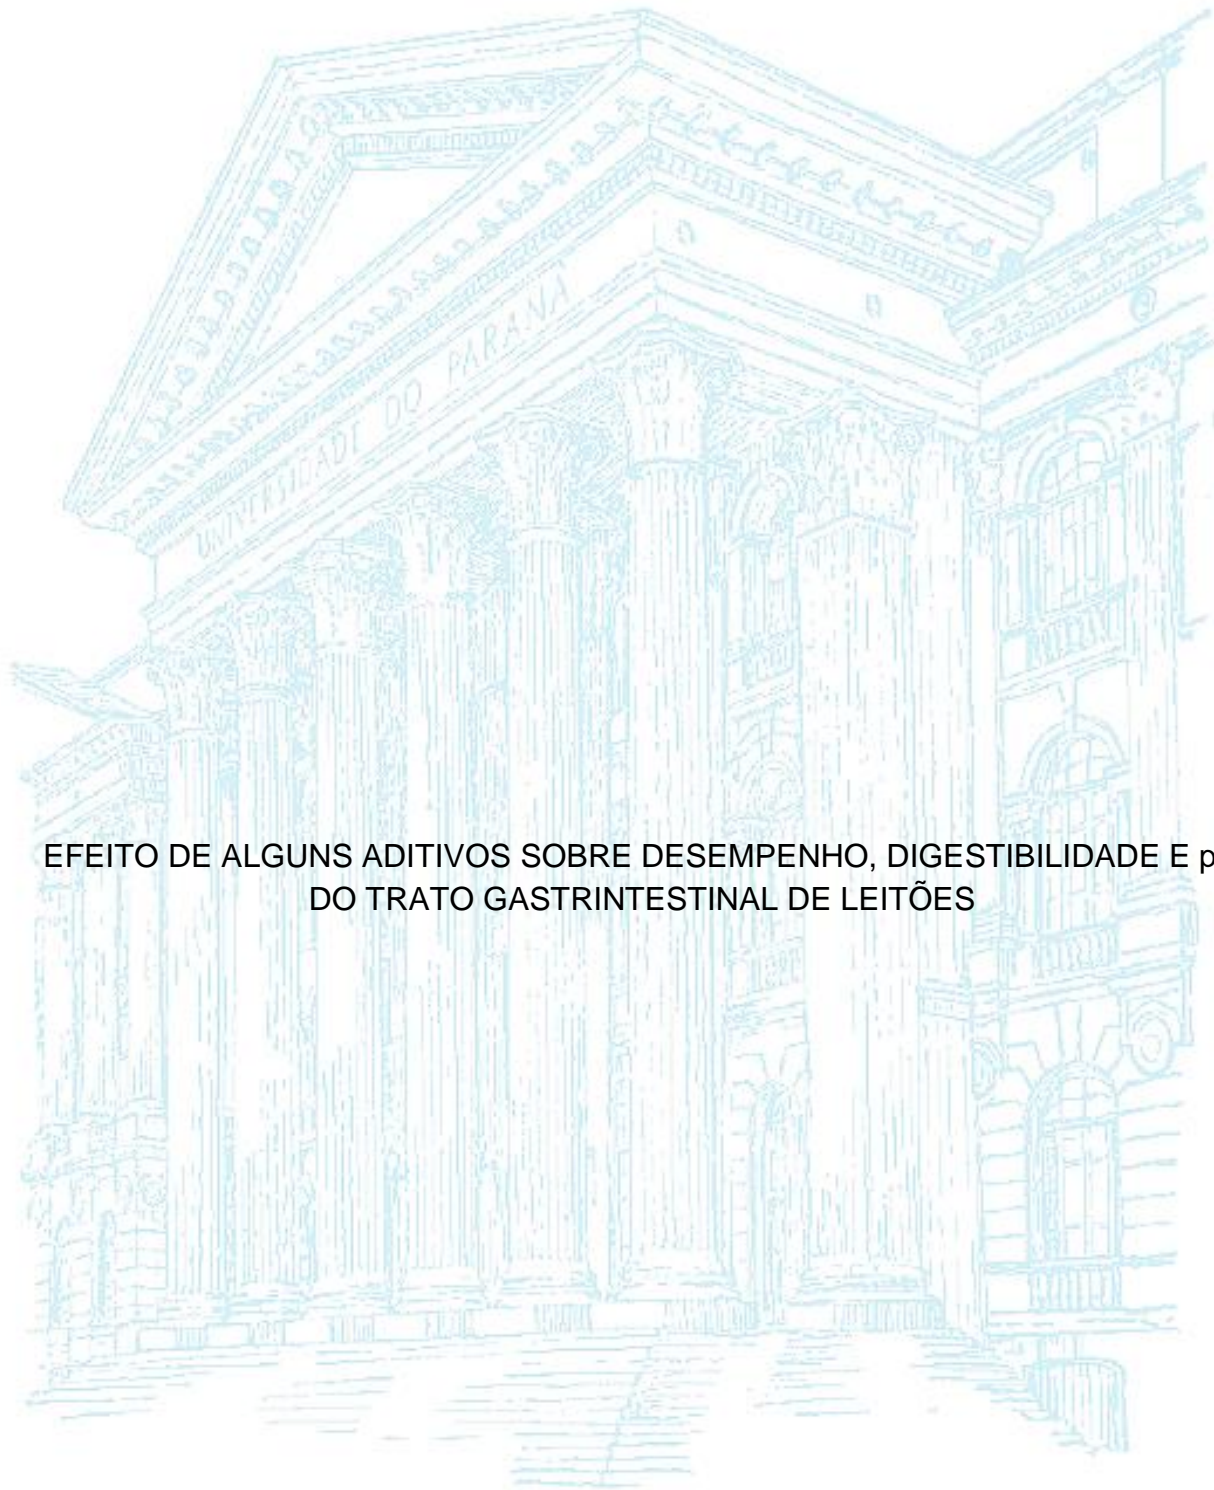 UNIVERSIDADE DO PARANÁ
EFEITO DE ALGUNS ADITIVOS SOBRE DESEMPENHO, DIGESTIBILIDADE E p
DO TRATO GASTRINTESTINAL DE LEITÕES